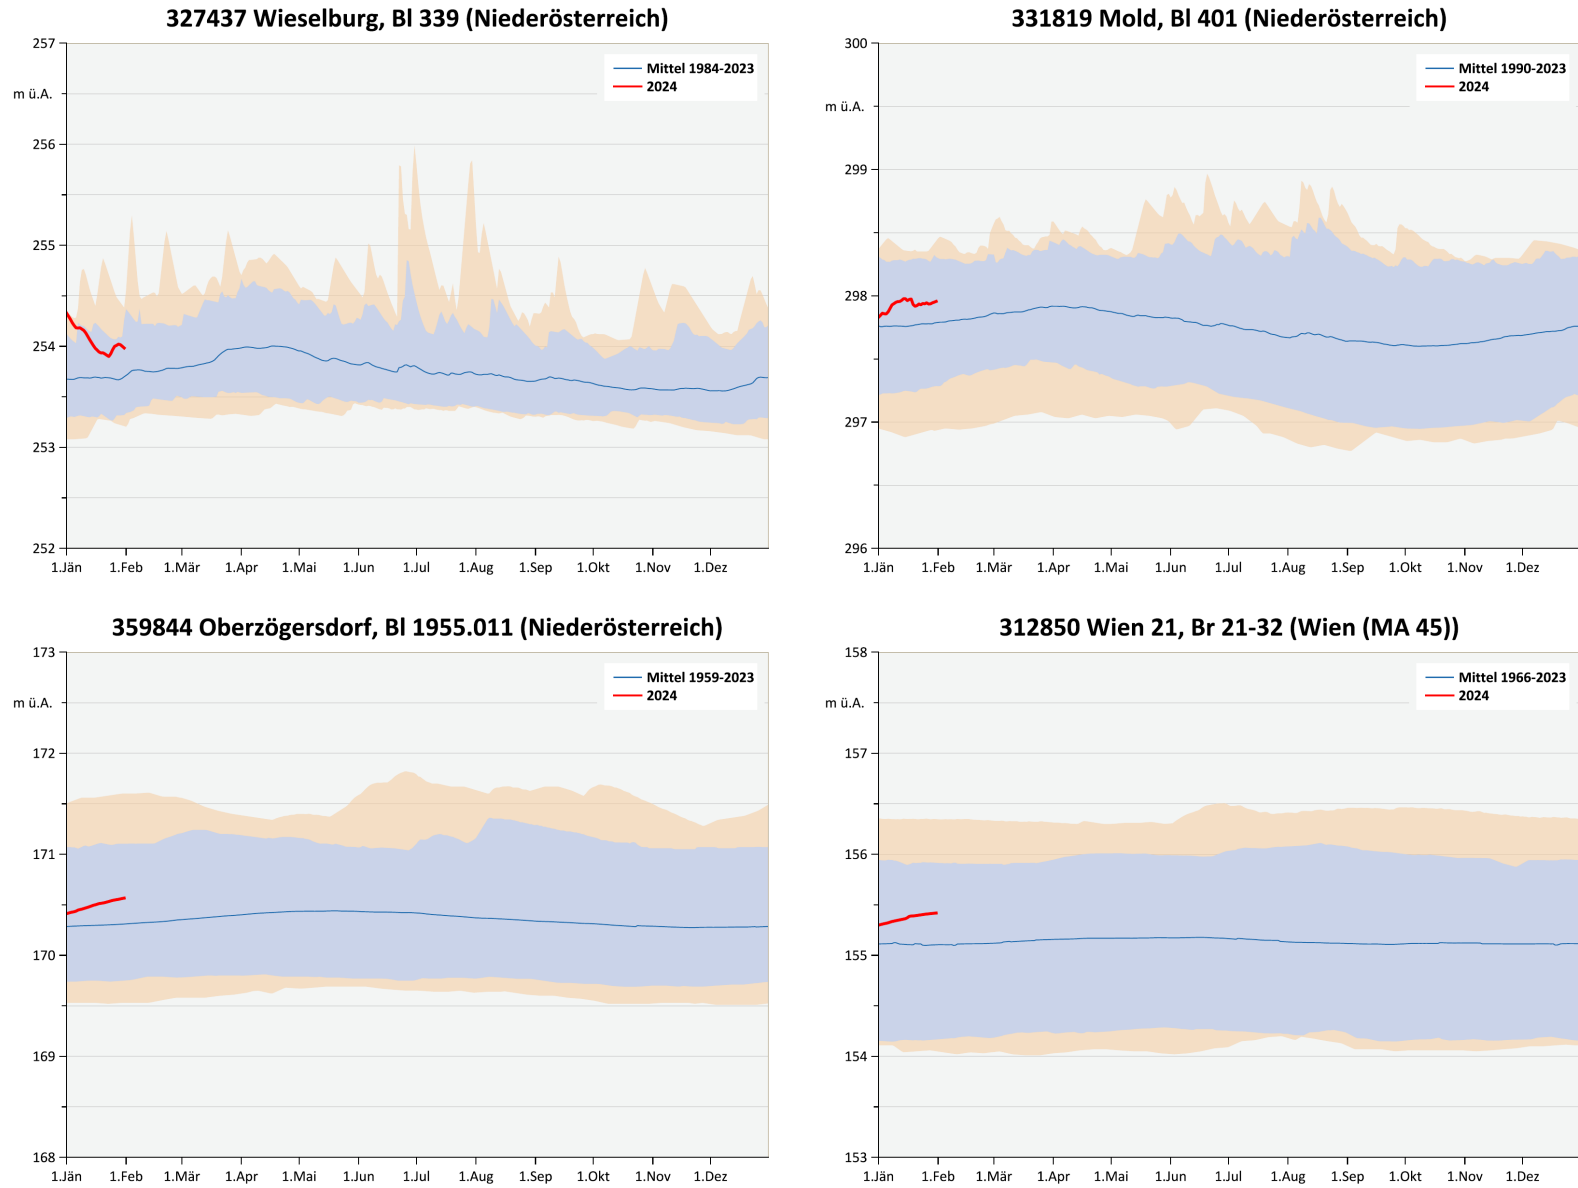 327437 Wieselburg, Bl 339 (Niederösterreich)
257
m ü.A.
256
255
254
253
252
Mittel 1984-2023
2024
1.Jän 1.Feb 1.Mär 1.Apr 1.Mai 1.Jun 1.Jul 1.Aug 1.Sep 1.Okt 1.Nov 1.Dez
331819 Mold, Bl 401 (Niederösterreich)
300
m ü.A.
299
298
297
296
Mittel 1990-2023
2024
1.Jän 1.Feb 1.Mär 1.Apr 1.Mai 1.Jun 1.Jul 1.Aug 1.Sep 1.Okt 1.Nov 1.Dez
359844 Oberzögersdorf, Bl 1955.011 (Niederösterreich)
173
m ü.A.
172
171
170
169
168
Mittel 1959-2023
2024
1.Jän 1.Feb 1.Mär 1.Apr 1.Mai 1.Jun 1.Jul 1.Aug 1.Sep 1.Okt 1.Nov 1.Dez
312850 Wien 21, Br 21-32 (Wien (MA 45))
158
m ü.A.
157
156
155
154
153
Mittel 1966-2023
2024
1.Jän 1.Feb 1.Mär 1.Apr 1.Mai 1.Jun 1.Jul 1.Aug 1.Sep 1.Okt 1.Nov 1.Dez